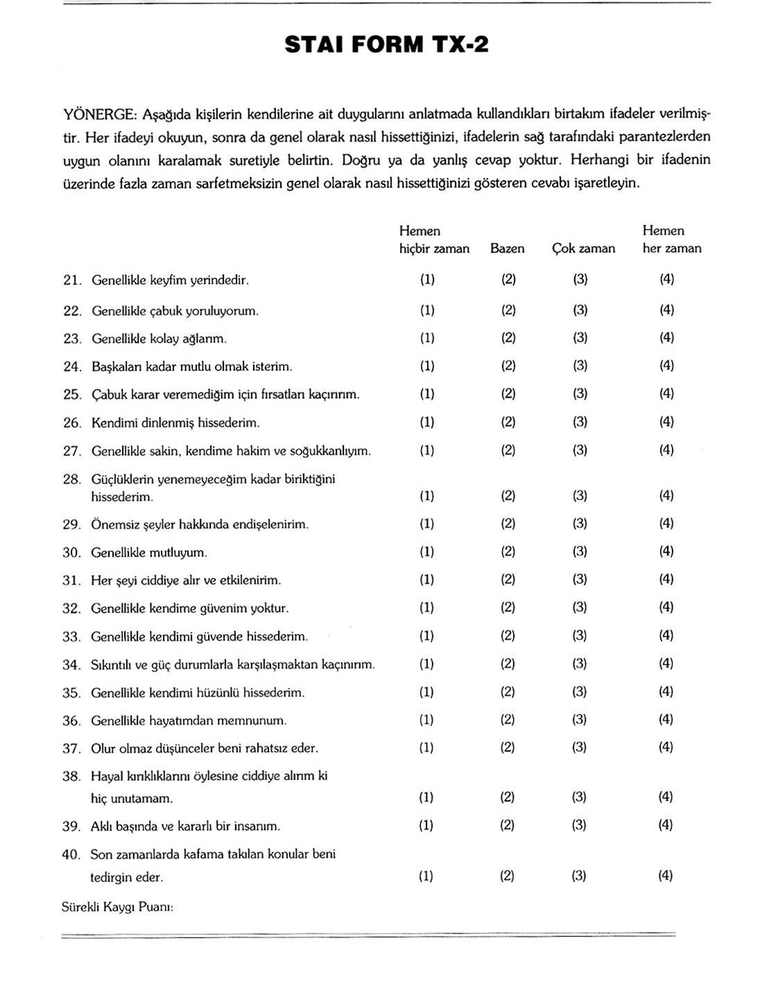 STAI FORM TX-2
YÖNERGE: Aşağıda kişilerin kendilerine ait duygularını anlatmada kullandıkları birtakım ifadeler verilmiş-
tir. Her ifadeyi okuyun, sonra da genel olarak nasıl hissettiğinizi, ifadelerin sağ tarafındaki parantezlerden
uygun olanını karalamak suretiyle belirtin. Doğru ya da yanlış cevap yoktur. Herhangi bir ifadenin
üzerinde fazla zaman sarfetmeksizin genel olarak nasıl hissettiğinizi gösteren cevabı işaretleyin.
Hemen Hemen
hiçbir zaman Bazen Çok zaman her zaman
21. Genellikle keyfim yerindedir. (1) (2) (3) (4)
22. Genellikle çabuk yoruluyorum. (1) (2) (3) (4)
23. Genellikle kolay ağlarım. (1) (2) (3) (4)
24. Başkaları kadar mutlu olmak isterim. (1) (2) (3) (4)
25. Çabuk karar veremediğim için fırsatları kaçırırım. (1) (2) (3) (4)
26. Kendimi dinlenmiş hissederim. (1) (2) (3) (4)
27. Genellikle sakin, kendime hakim ve soğukkanlıyım. (1) (2) (3) (4)
28. Güçlüklerin yenemeyeceğim kadar biriktiğini
hissederim. (1) (2) (3) (4)
29. Önemsiz şeyler hakkında endişelenirim. (1) (2) (3) (4)
30. Genellikle mutluyum. (1) (2) (3) (4)
31. Her şeyi ciddiye alır ve etkilenirim. (1) (2) (3) (4)
32. Genellikle kendime güvenim yoktur. (1) (2) (3) (4)
33. Genellikle kendimi güvende hissederim. (1) (2) (3) (4)
34. Sıkıntılı ve güç durumlarla karşılaşmaktan kaçınırım. (1) (2) (3) (4)
35. Genellikle kendimi hüzünlü hissederim. (1) (2) (3) (4)
36. Genellikle hayatımdan memnunum. (1) (2) (3) (4)
37. Olur olmaz düşünceler beni rahatsız eder. (1) (2) (3) (4)
38. Hayal kırıklıklarını öylesine ciddiye alırım ki
hiç unutamam. (1) (2) (3) (4)
39. Aklı başında ve kararlı bir insanım. (1) (2) (3) (4)
40. Son zamanlarda kafama takılan konular beni
tedirgin eder. (1) (2) (3) (4)
Sürekli Kaygı Puanı: